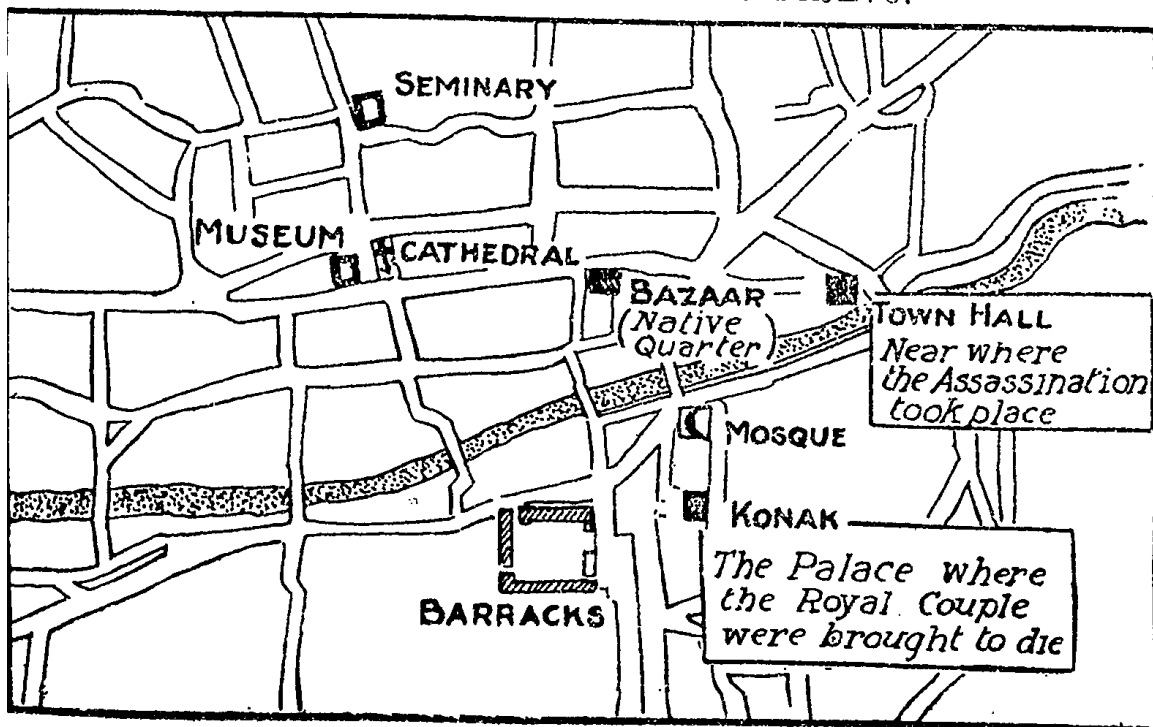 SEMINARY
MUSEUM
CATHEDRAL
BAZAAR
(Native
Quarter)
TOWN HALL
Near where
the Assassination
took place
MOSQUE
KONAK
The Palace where
the Royal Couple
were brought to die
BARRACKS